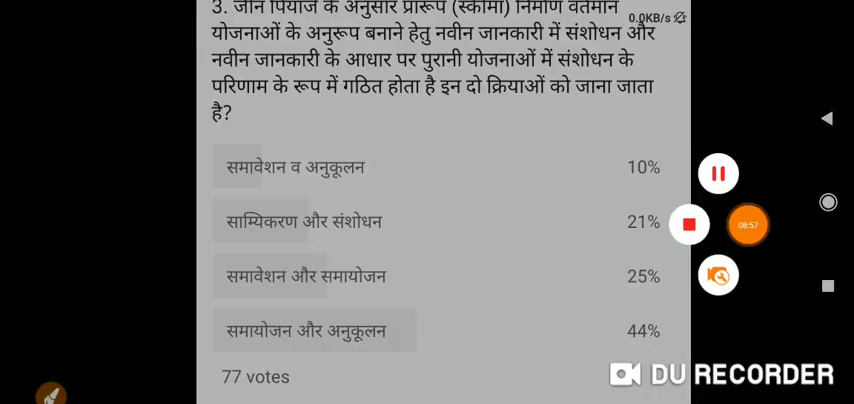 3. जीन पियाजे के अनुसार प्रारूप (स्कीमा) निर्माण वर्तमान
0.0KB/s
योजनाओं के अनुरूप बनाने हेतु नवीन जानकारी में संशोधन और
नवीन जानकारी के आधार पर पुरानी योजनाओं में संशोधन के
परिणाम के रूप में गठित होता है इन दो क्रियाओं को जाना जाता
है?
समावेशन व अनुकूलन 10%
साम्यिकरण और संशोधन 21%
08:57
समावेशन और समायोजन 25%
समायोजन और अनुकूलन 44%
77 votes
DU RECORDER